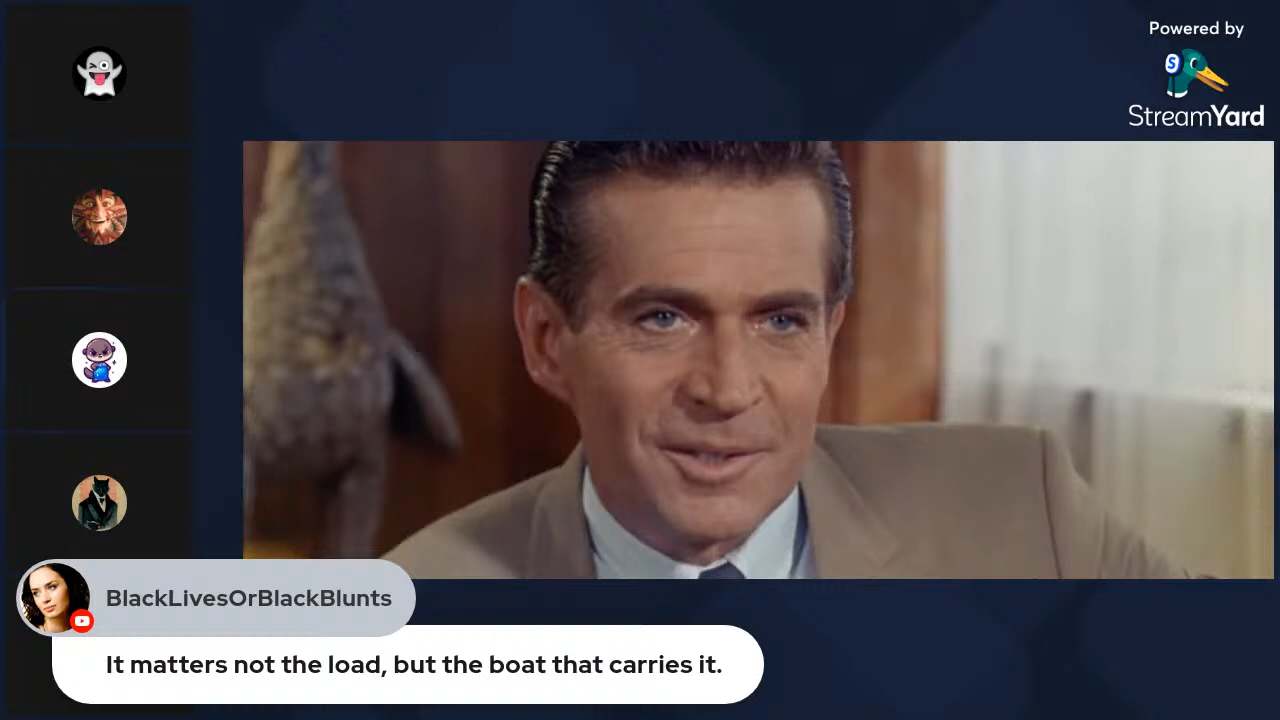 Powered by
S
StreamYard
BlackLivesOrBlackBlunts
It matters not the load, but the boat that carries it.